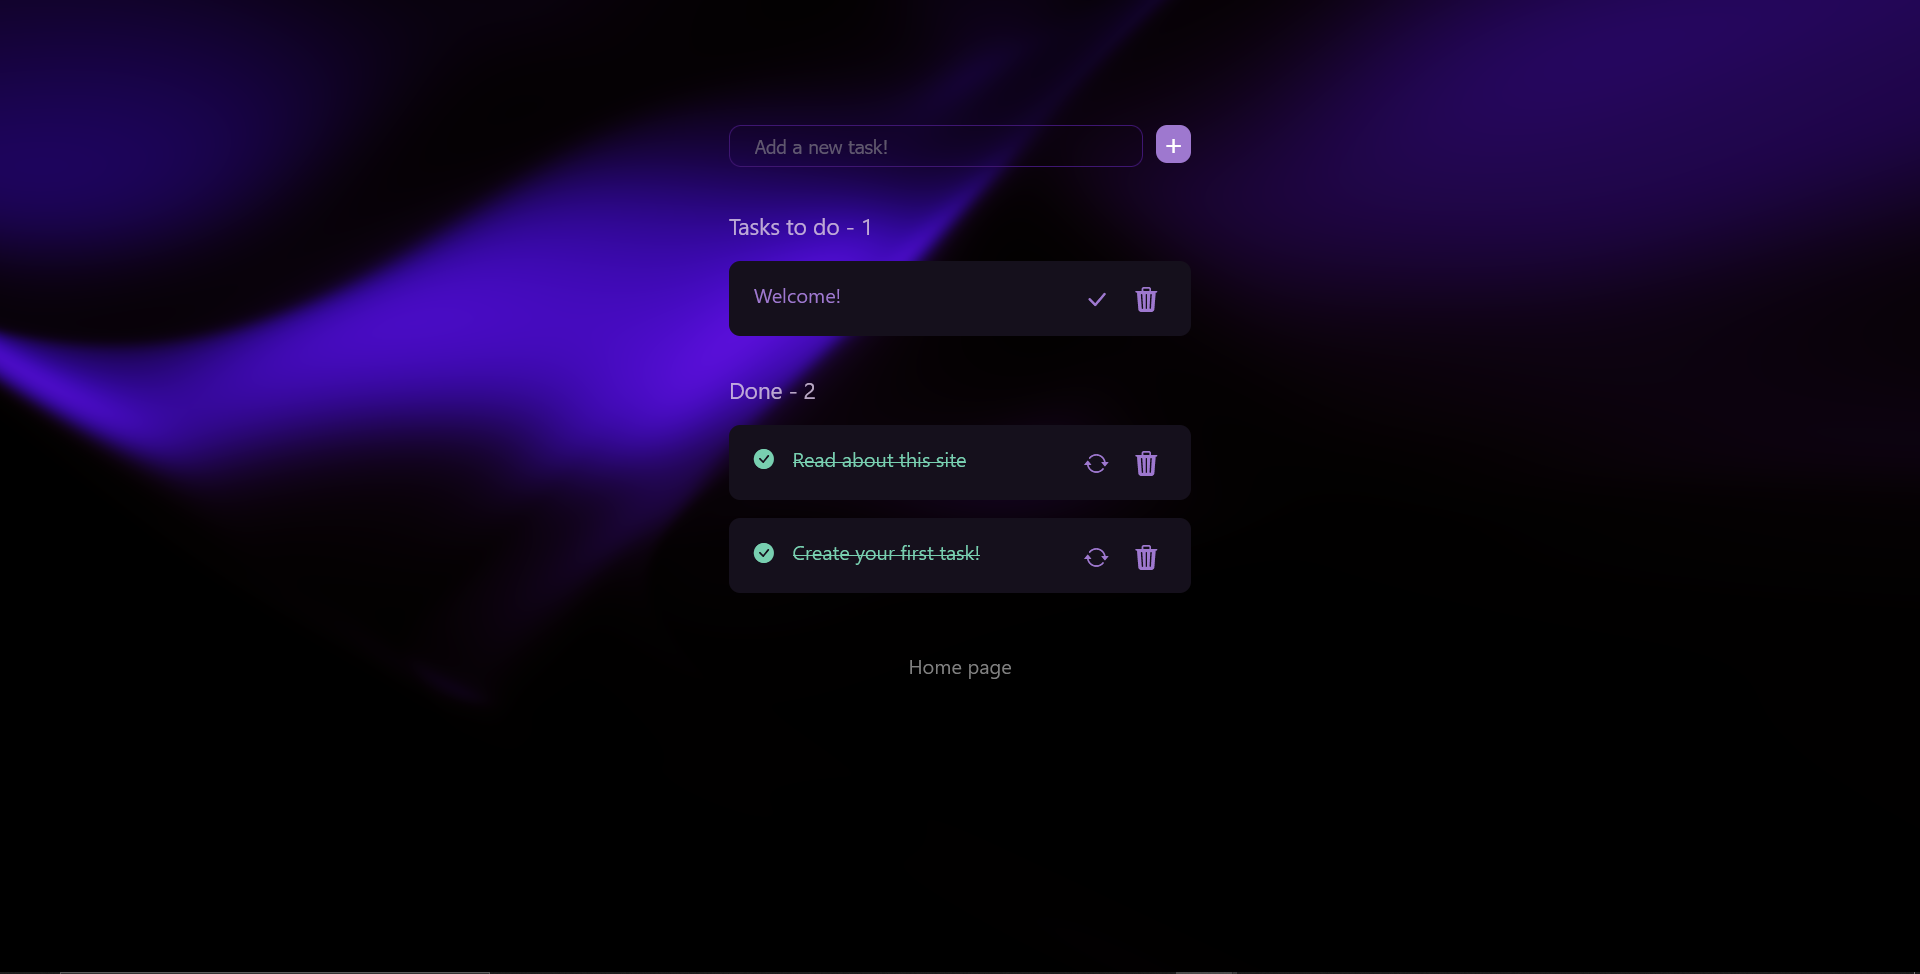 Add a new task!
Tasks to do - 1
Welcome!
Done - 2
Read about this site
Create your first task!
Home page